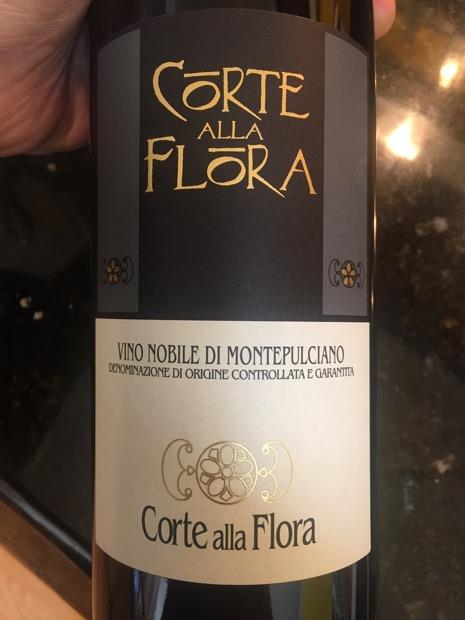 CORTE
ALLA
FLORA
VINO NOBILE DI MONTEPULCIANO
DENOMINAZIONE DI ORIGINE CONTROLLATA E GARANTITA
Corte alla Flora